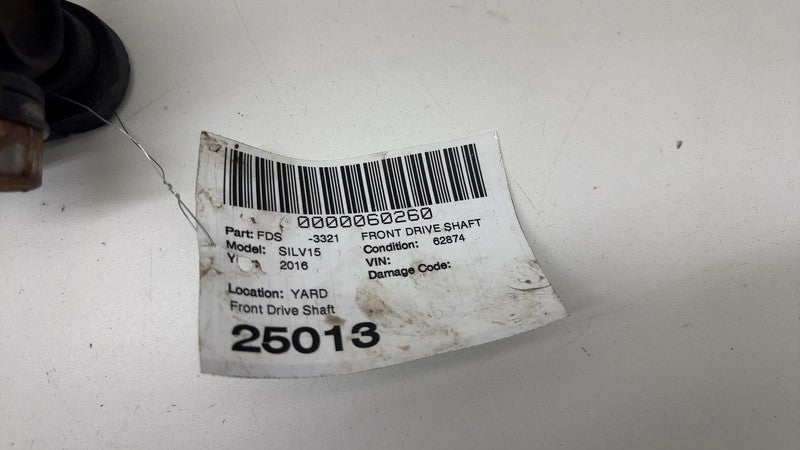 0000060260
Part: FDS -3321 FRONT DRIVE SHAFT
Model: SILV15 Condition: 62874
2016 VIN:
Damage Code:
Location: YARD
Front Drive Shaft
25013